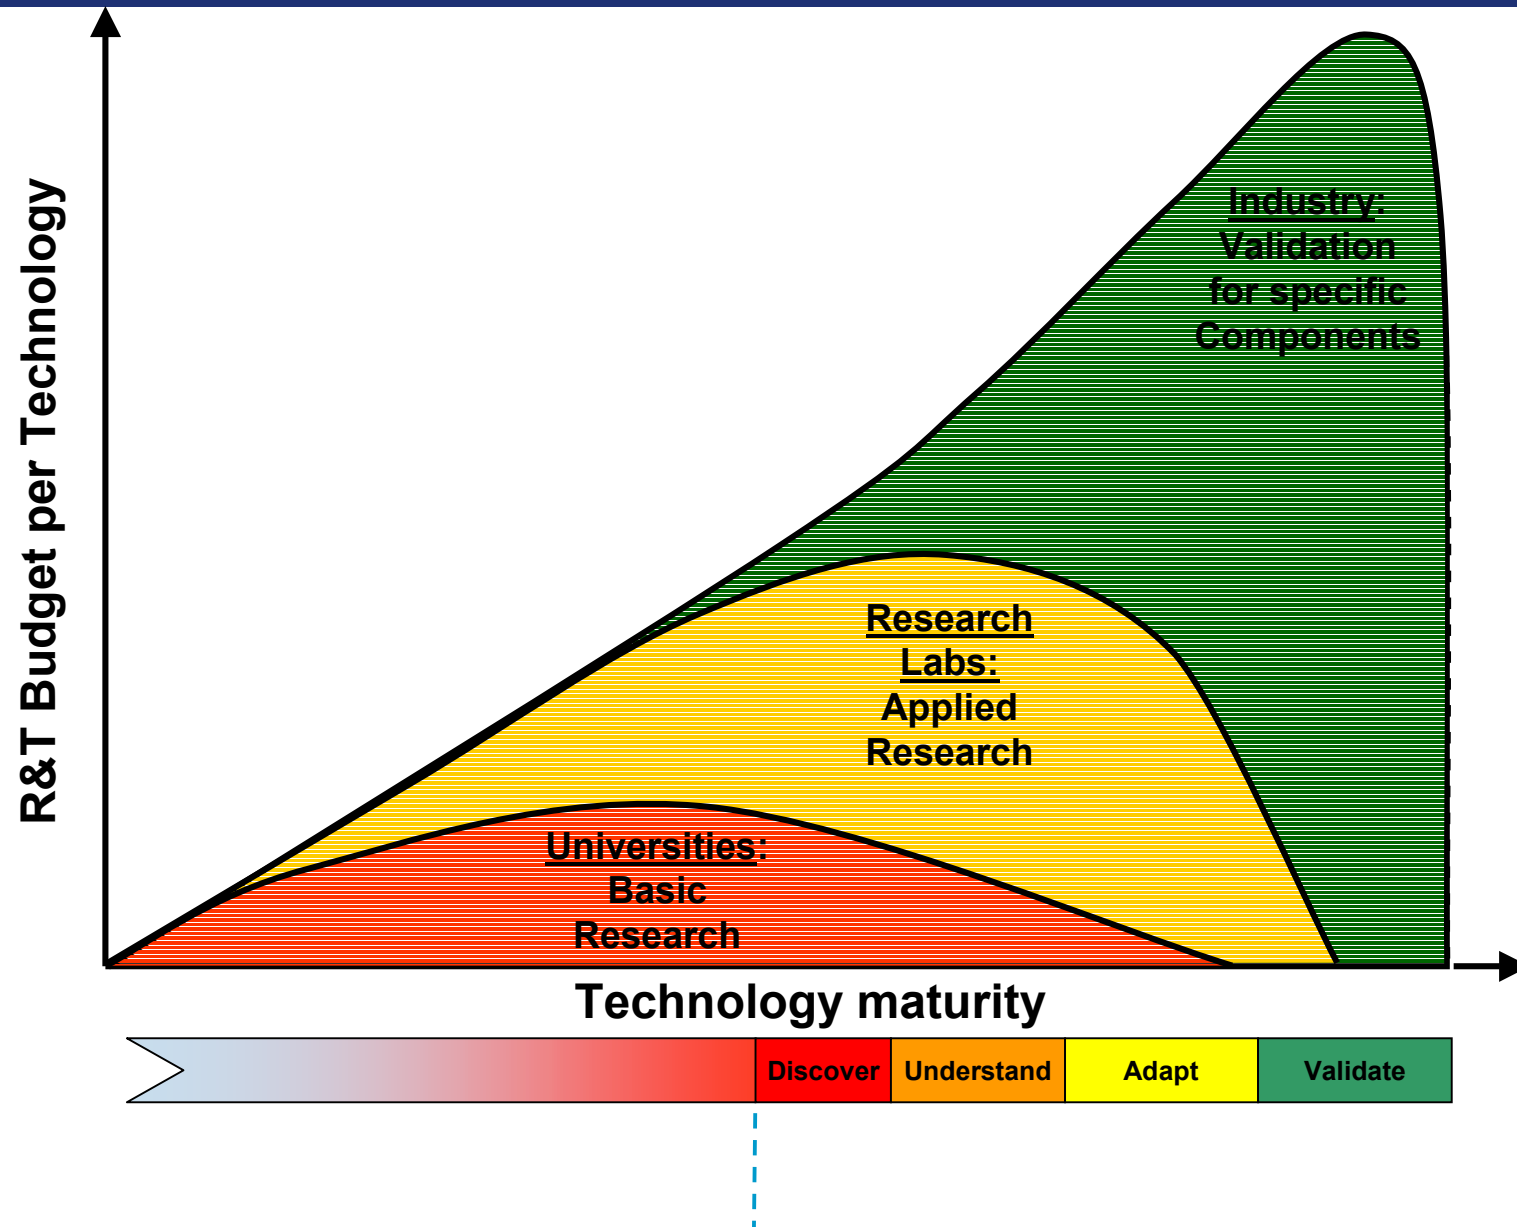 R&T Budget per Technology
Industry:
Validation
for specific
Components
Research
Labs:
Applied
Research
Universities:
Basic
Research
Technology maturity
Discover
Understand
Adapt
Validate